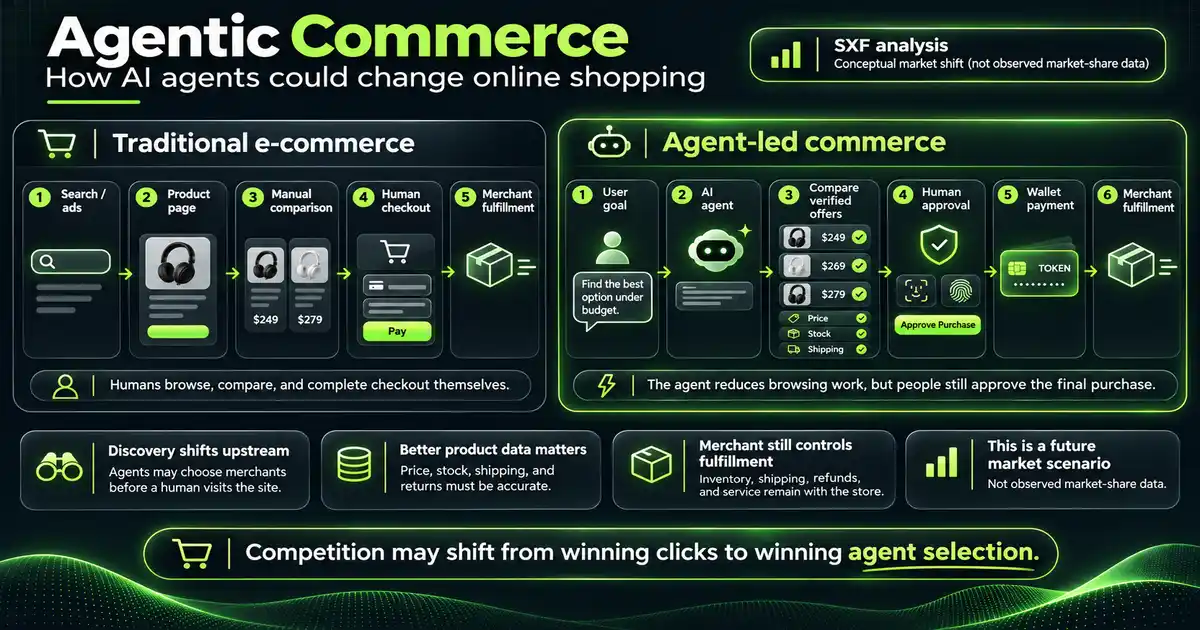 Agentic Commerce
How AI agents could change online shopping
SXF analysis
Conceptual market shift (not observed market-share data)
Traditional e-commerce
1
Search /
ads
2
Product
page
3
Manual
comparison
$249
$279
4
Human
checkout
Pay
5
Merchant
fulfillment
Humans browse, compare, and complete checkout themselves.
Agent-led commerce
1
User
goal
Find the best
option under
budget.
2
AI
agent
3
Compare
verified
offers
$249
$269
$279
Price
Stock
Shipping
4
Human
approval
Approve Purchase
5
Wallet
payment
TOKEN
6
Merchant
fulfillment
The agent reduces browsing work, but people still approve the final purchase.
Discovery shifts upstream
Agents may choose merchants
before a human visits the site.
Better product data matters
Price, stock, shipping, and
returns must be accurate.
Merchant still controls
fulfillment
Inventory, shipping, refunds,
and service remain with the store.
This is a future
market scenario
Not observed market-share data.
Competition may shift from winning clicks to winning agent selection.